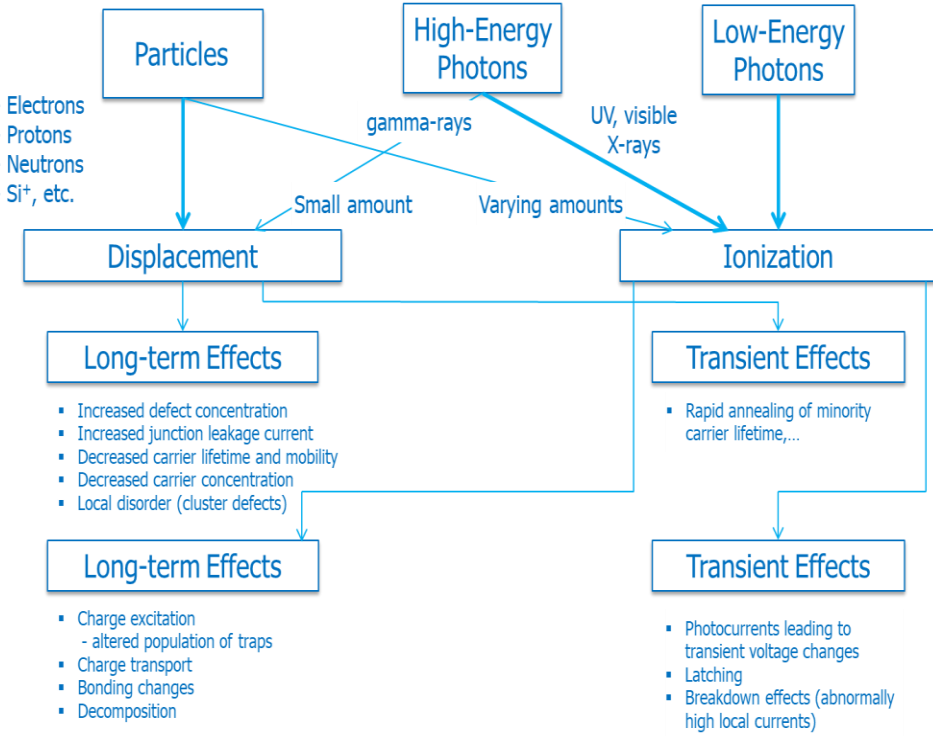 Particles
High-Energy
Photons
Low-Energy
Photons
Electrons
Protons
Neutrons
Si⁺, etc.
gamma-rays
UV, visible
X-rays
Small amount
Varying amounts
Displacement
Ionization
Long-term Effects
▪ Increased defect concentration
▪ Increased junction leakage current
▪ Decreased carrier lifetime and mobility
▪ Decreased carrier concentration
▪ Local disorder (cluster defects)
Transient Effects
▪ Rapid annealing of minority
carrier lifetime,...
Long-term Effects
▪ Charge excitation
- altered population of traps
▪ Charge transport
▪ Bonding changes
▪ Decomposition
Transient Effects
▪ Photocurrents leading to
transient voltage changes
▪ Latching
▪ Breakdown effects (abnormally
high local currents)